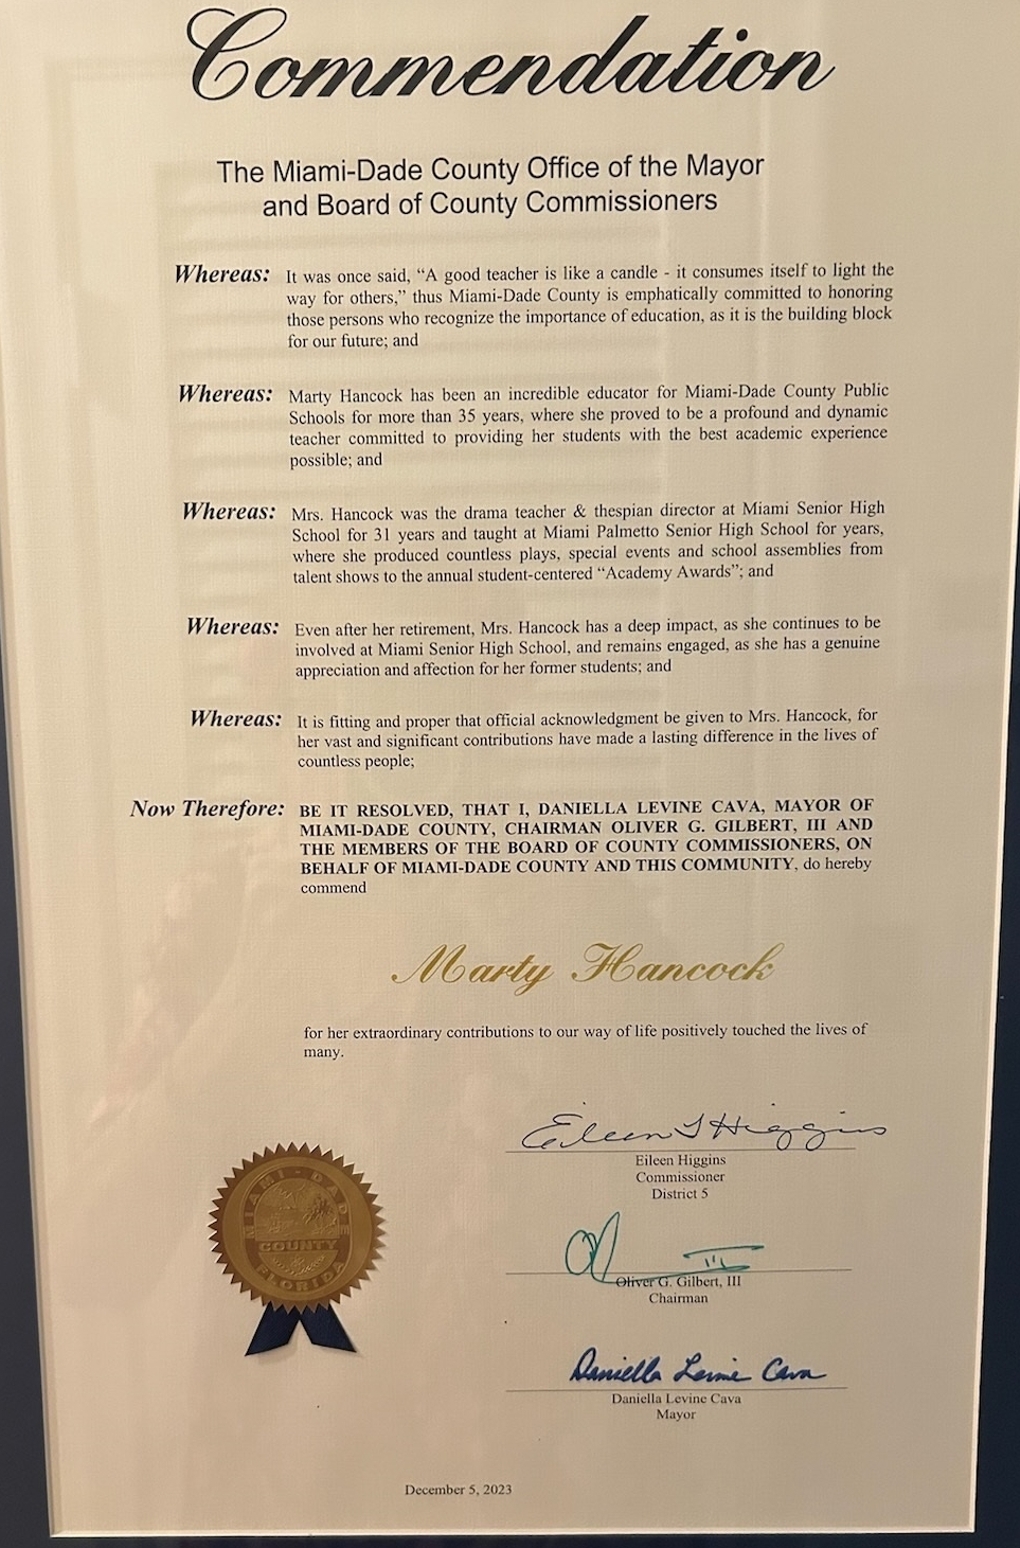 Commendation
The Miami-Dade County Office of the Mayor
and Board of County Commissioners
Whereas: It was once said, “A good teacher is like a candle - it consumes itself to light the
way for others,” thus Miami-Dade County is emphatically committed to honoring
those persons who recognize the importance of education, as it is the building block
for our future; and
Whereas: Marty Hancock has been an incredible educator for Miami-Dade County Public
Schools for more than 35 years, where she proved to be a profound and dynamic
teacher committed to providing her students with the best academic experience
possible; and
Whereas: Mrs. Hancock was the drama teacher & thespian director at Miami Senior High
School for 31 years and taught at Miami Palmetto Senior High School for years,
where she produced countless plays, special events and school assemblies from
talent shows to the annual student-centered “Academy Awards”; and
Whereas: Even after her retirement, Mrs. Hancock has a deep impact, as she continues to be
involved at Miami Senior High School, and remains engaged, as she has a genuine
appreciation and affection for her former students; and
Whereas: It is fitting and proper that official acknowledgment be given to Mrs. Hancock, for
her vast and significant contributions have made a lasting difference in the lives of
countless people;
Now Therefore: BE IT RESOLVED, THAT I, DANIELLA LEVINE CAVA, MAYOR OF
MIAMI-DADE COUNTY, CHAIRMAN OLIVER G. GILBERT, III AND
THE MEMBERS OF THE BOARD OF COUNTY COMMISSIONERS, ON
BEHALF OF MIAMI-DADE COUNTY AND THIS COMMUNITY, do hereby
commend
Marty Hancock
for her extraordinary contributions to our way of life positively touched the lives of
many.
Eileen Higgins
Eileen Higgins
Commissioner
District 5
III
Oliver G. Gilbert, III
Chairman
Daniella Levine Cava
Daniella Levine Cava
Mayor
MIAMI-DADE
COUNTY
FLORIDA
December 5, 2023